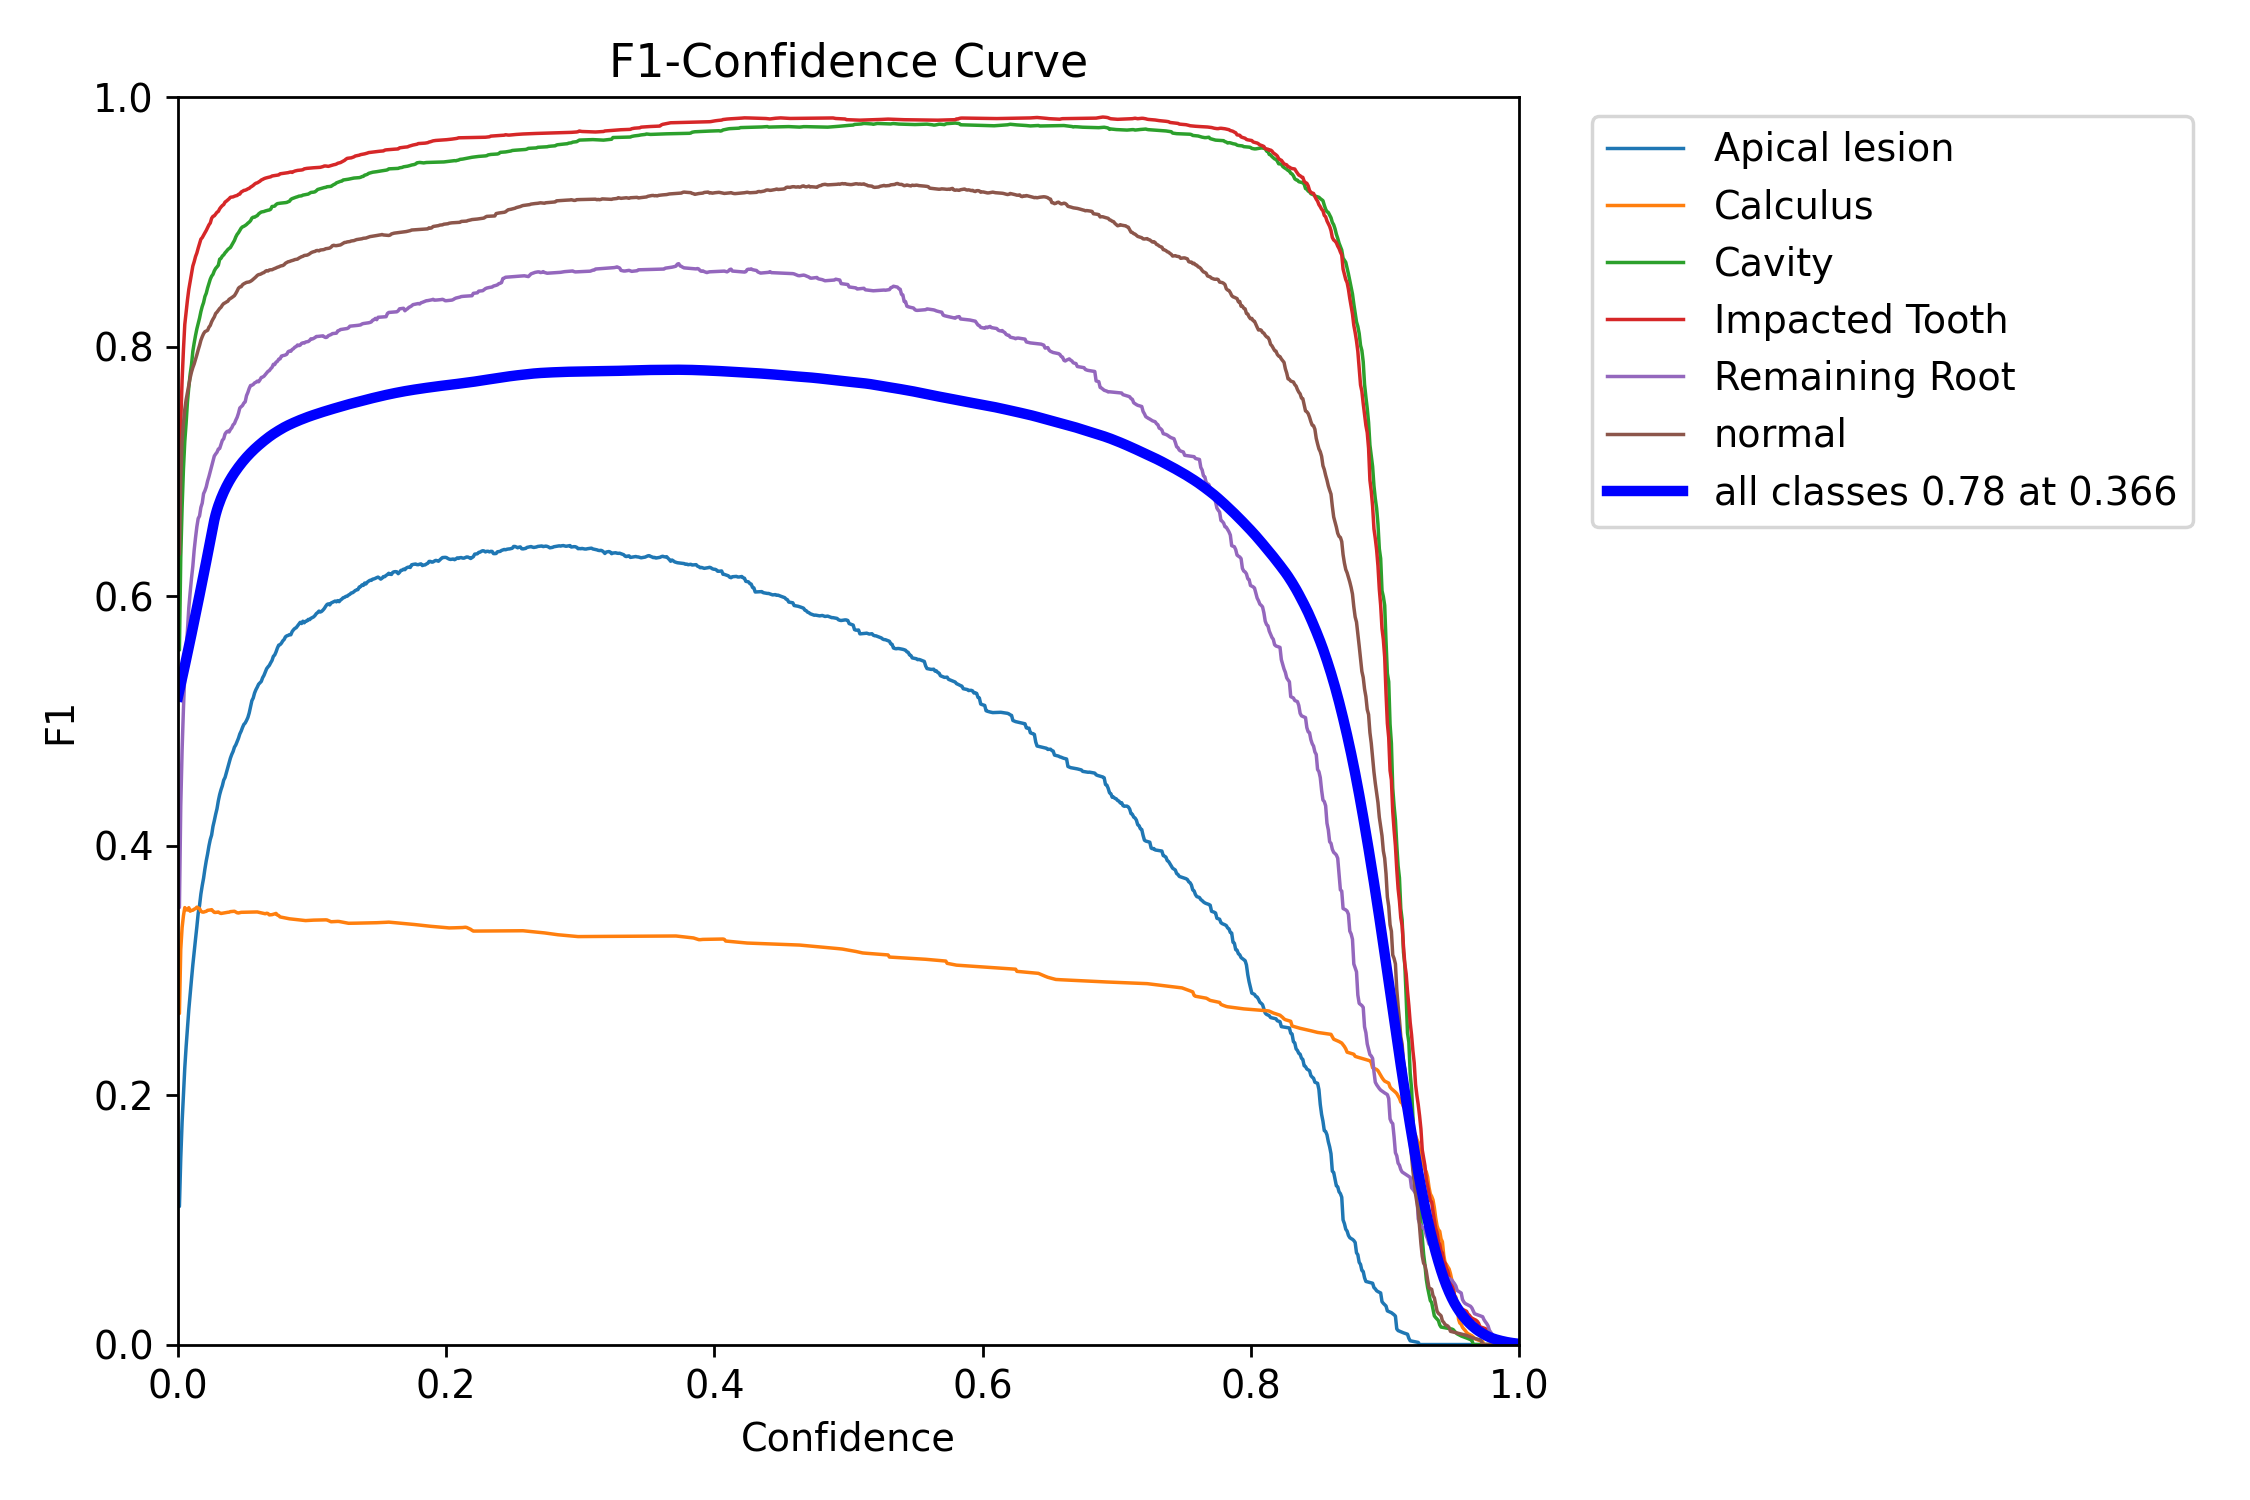 F1-Confidence Curve
1.0
0.8
0.6
0.4
0.2
0.0
F1
0.0 0.2 0.4 0.6 0.8 1.0
Confidence
Apical lesion
Calculus
Cavity
Impacted Tooth
Remaining Root
normal
all classes 0.78 at 0.366